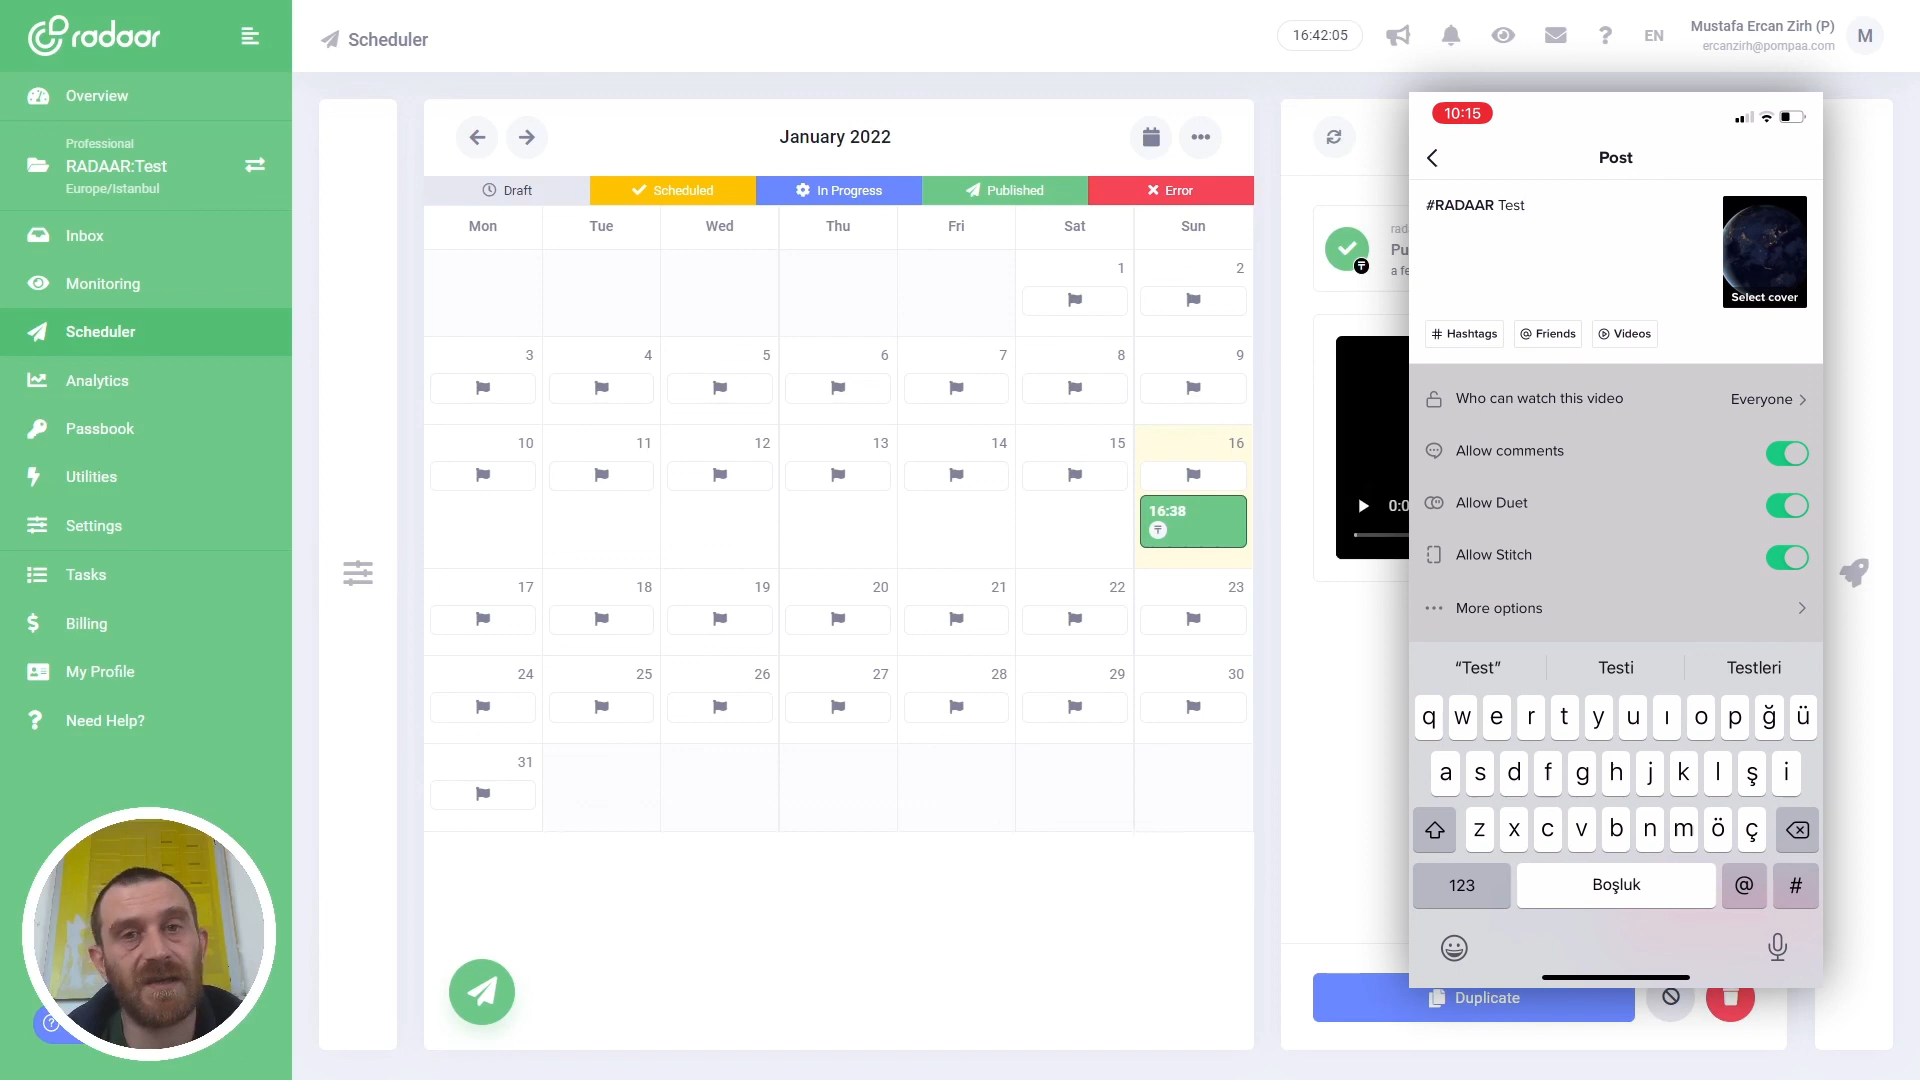 radaar
Scheduler
16:42:05
EN
Mustafa Ercan Zirh (P)
ercanzirh@pompaa.com
M
Overview
Professional
RADAAR:Test
Europe/Istanbul
Inbox
Monitoring
Scheduler
Analytics
Passbook
Utilities
Settings
Tasks
Billing
My Profile
Need Help?
January 2022
Draft
Scheduled
In Progress
Published
Error
Mon Tue Wed Thu Fri Sat Sun
1 2
3 4 5 6 7 8 9
10 11 12 13 14 15 16
16:38
17 18 19 20 21 22 23
24 25 26 27 28 29 30
31
Duplicate
10:15
Post
#RADAAR Test
Select cover
# Hashtags
@ Friends
Videos
Who can watch this video
Everyone
Allow comments
Allow Duet
Allow Stitch
More options
“Test” Testi Testleri
q w e r t y u ı o p ğ ü
a s d f g h j k l ş i
z x c v b n m ö ç
123 Boşluk @ #